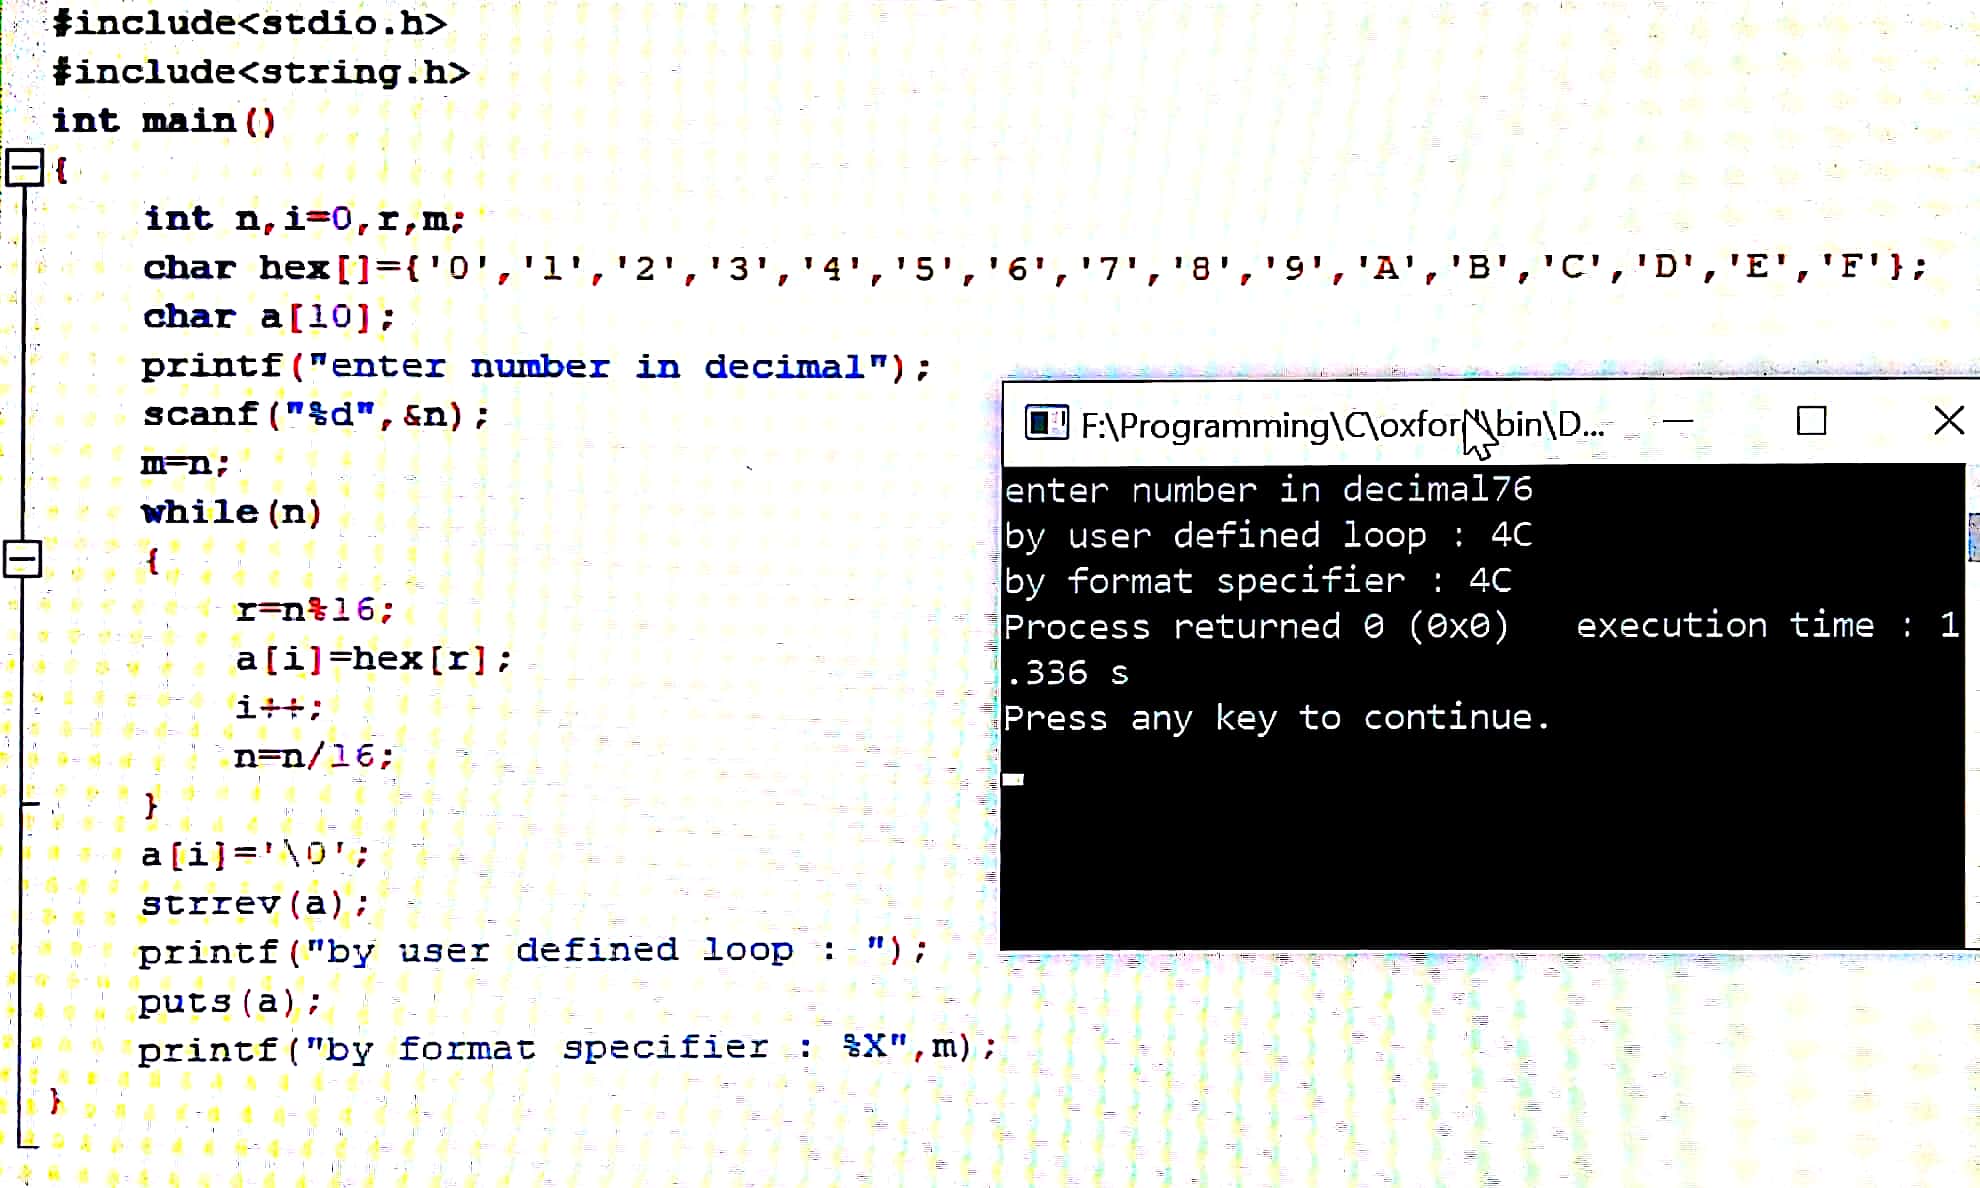 #include<stdio.h>
#include<string.h>
int main()
{
int n,i=0,r,m;
char hex[]={'0','1','2','3','4','5','6','7','8','9','A','B','C','D','E','F'};
char a[10];
printf("enter number in decimal");
scanf("%d",&n);
m=n;
while(n)
{
r=n%16;
a[i]=hex[r];
i++;
n=n/16;
}
a[i]='\0';
strrev(a);
printf("by user defined loop : ");
puts(a);
printf("by format specifier : %X",m);
}
F:\Programming\C\oxford\bin\D...
enter number in decimal76
by user defined loop : 4C
by format specifier : 4C
Process returned 0 (0x0)   execution time : 1
.336 s
Press any key to continue.